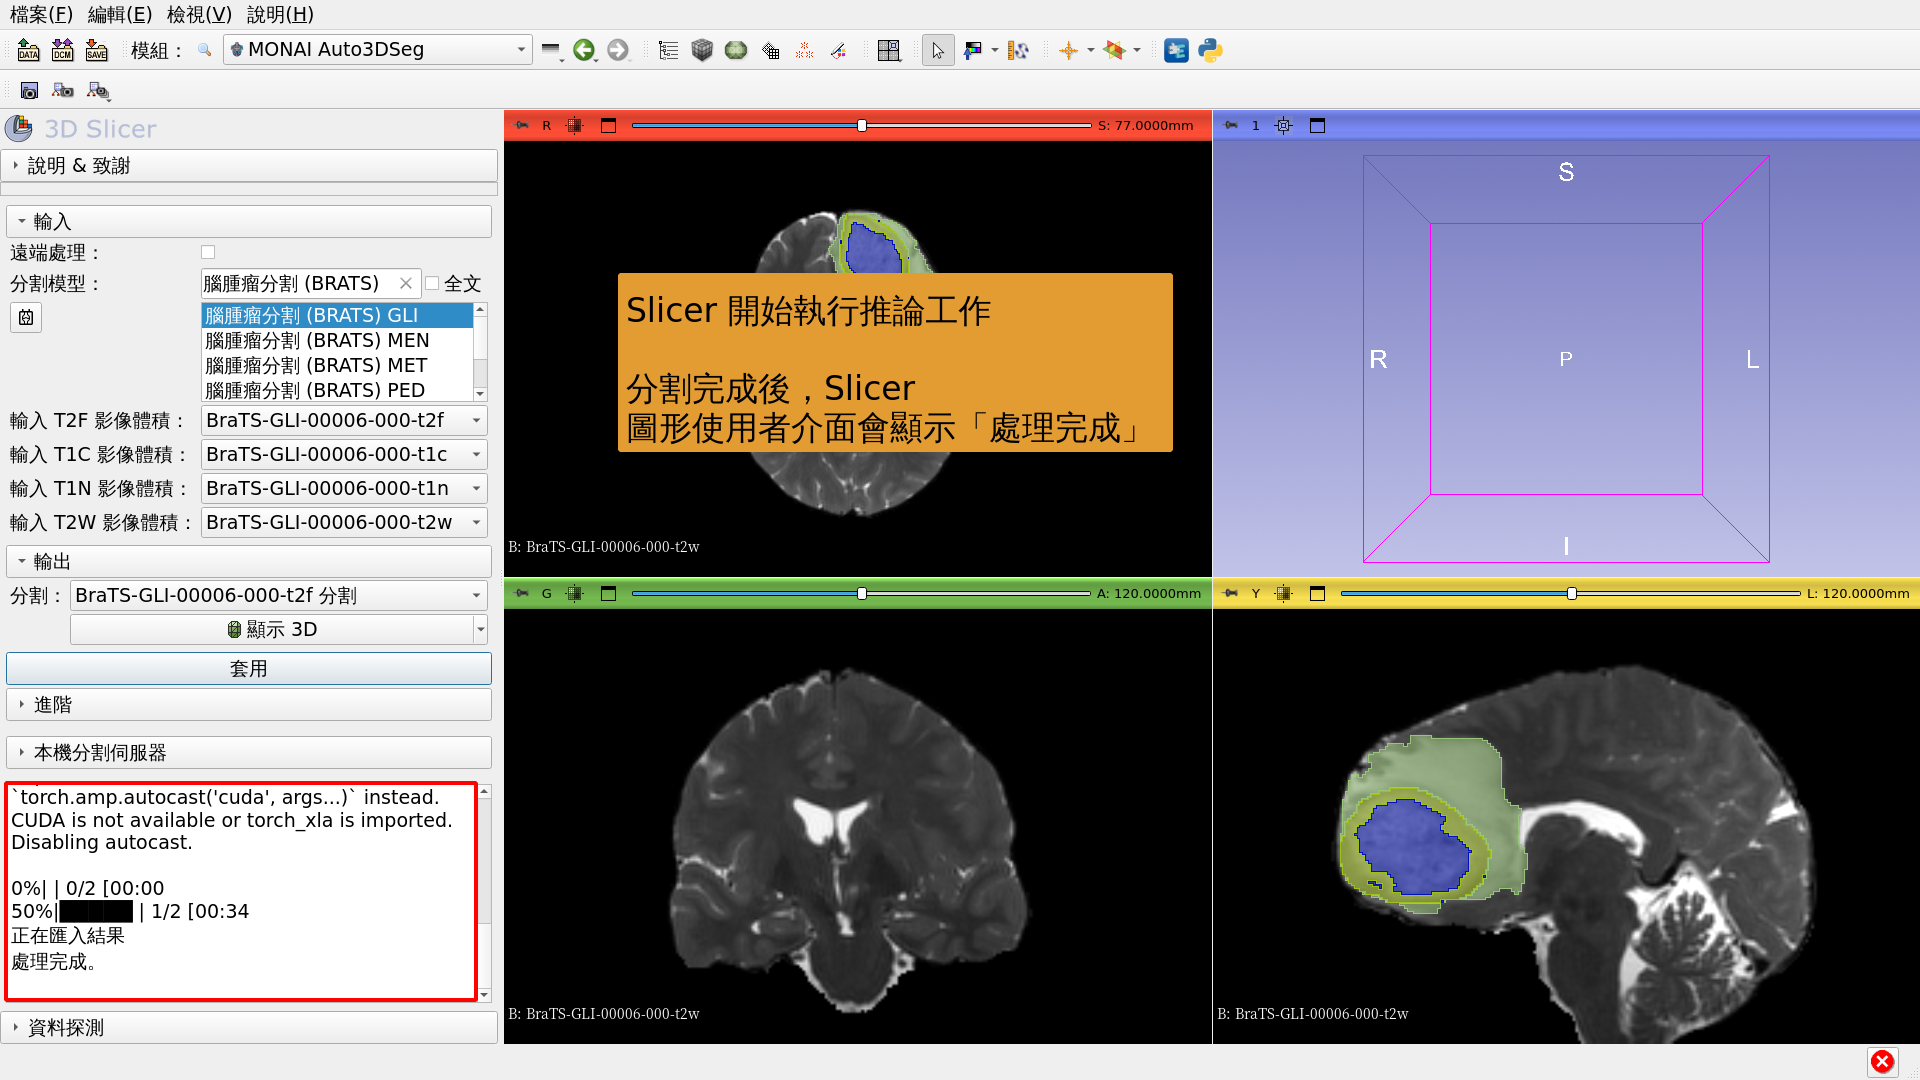 檔案(F) 編輯(E) 檢視(V) 說明(H)
DATA DCM SAVE 模組： MONAI Auto3DSeg
3D Slicer
說明 & 致謝
輸入
遠端處理：
分割模型： 腦腫瘤分割 (BRATS) 全文
腦腫瘤分割 (BRATS) GLI
腦腫瘤分割 (BRATS) MEN
腦腫瘤分割 (BRATS) MET
腦腫瘤分割 (BRATS) PED
輸入 T2F 影像體積： BraTS-GLI-00006-000-t2f
輸入 T1C 影像體積： BraTS-GLI-00006-000-t1c
輸入 T1N 影像體積： BraTS-GLI-00006-000-t1n
輸入 T2W 影像體積： BraTS-GLI-00006-000-t2w
輸出
分割： BraTS-GLI-00006-000-t2f 分割
顯示 3D
套用
進階
本機分割伺服器
`torch.amp.autocast('cuda', args...)` instead.
CUDA is not available or torch_xla is imported.
Disabling autocast.
0%| | 0/2 [00:00
50%|█████ | 1/2 [00:34
正在匯入結果
處理完成。
資料探測
R S: 77.0000mm
Slicer 開始執行推論工作
分割完成後，Slicer
圖形使用者介面會顯示「處理完成」
B: BraTS-GLI-00006-000-t2w
1
S
R P L
I
G A: 120.0000mm
B: BraTS-GLI-00006-000-t2w
Y L: 120.0000mm
B: BraTS-GLI-00006-000-t2w